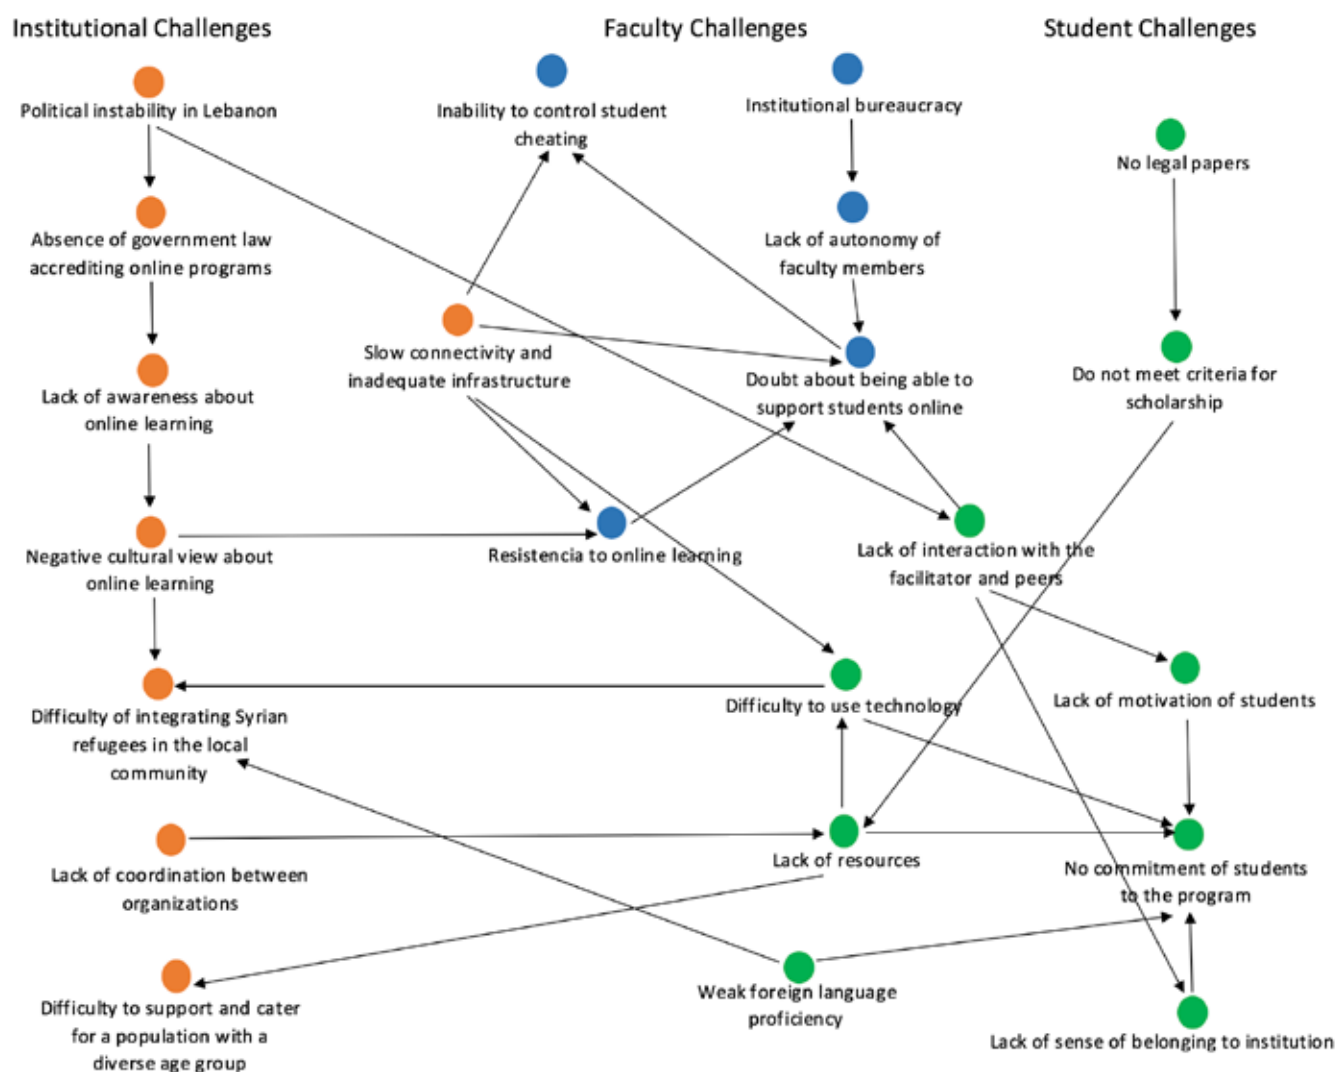 Institutional Challenges
Faculty Challenges
Student Challenges
Political instability in Lebanon
Inability to control student
cheating
Institutional bureaucracy
No legal papers
Absence of government law
accrediting online programs
Lack of autonomy of
faculty members
Slow connectivity and
inadequate infrastructure
Doubt about being able to
support students online
Do not meet criteria for
scholarship
Lack of awareness about
online learning
Negative cultural view about
online learning
Resistencia to online learning
Lack of interaction with the
facilitator and peers
Difficulty of integrating Syrian
refugees in the local
community
Difficulty to use technology
Lack of motivation of students
Lack of coordination between
organizations
Lack of resources
No commitment of students
to the program
Difficulty to support and cater
for a population with a
diverse age group
Weak foreign language
proficiency
Lack of sense of belonging to institution